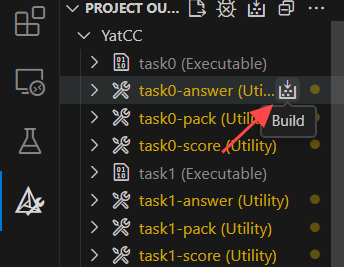 PROJECT OU...
YatCC
task0 (Executable)
task0-answer (Uti...
task0-pack (Utility)
Build
task0-score (Utility)
task1 (Executable)
task1-answer (Utility)
task1-pack (Utility)
task1-score (Utility)